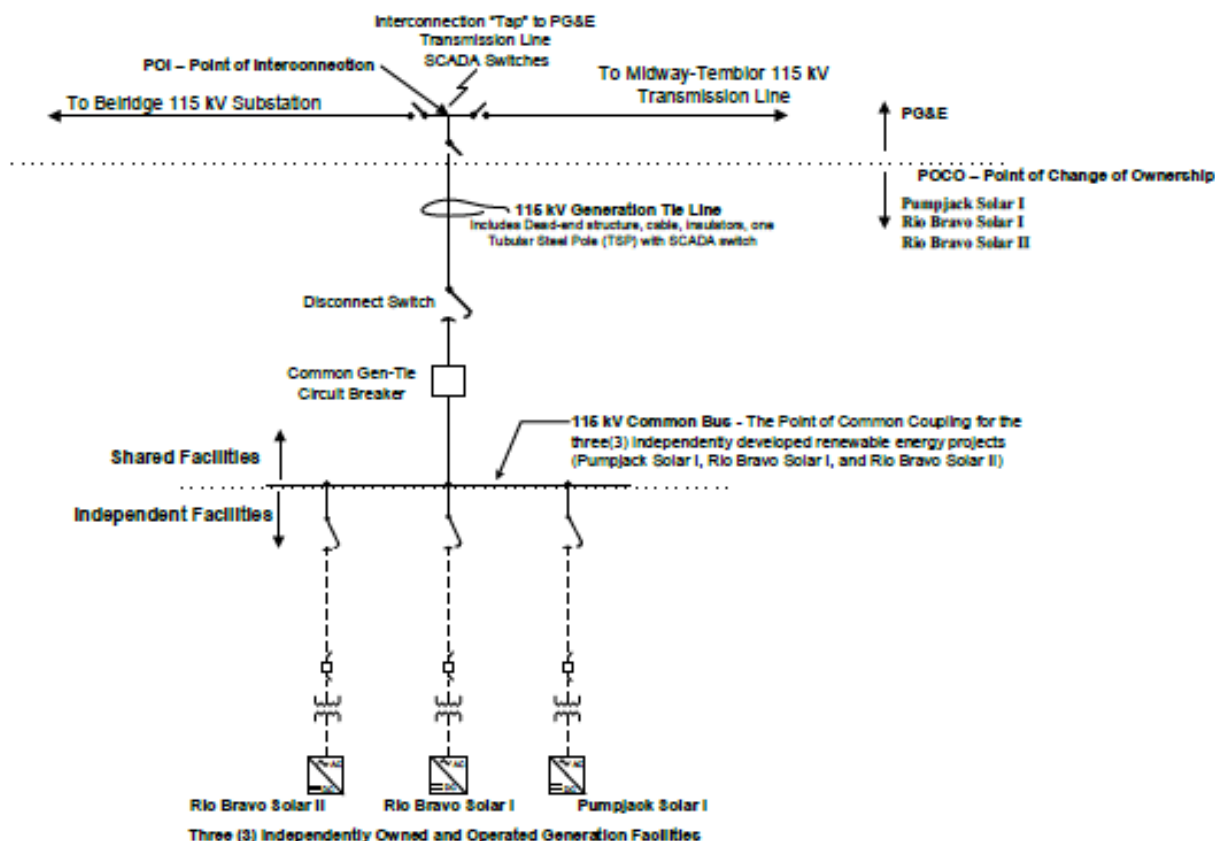 Interconnection "Tap" to PG&E
Transmission Line
SCADA Switches
POI – Point of Interconnection
To Midway-Temblor 115 kV
Transmission Line
To Belridge 115 kV Substation
PG&E
POCO – Point of Change of Ownership
Pumpjack Solar I
Rio Bravo Solar I
Rio Bravo Solar II
115 kV Generation Tie Line
Includes Dead-end structure, cable, insulators, one
Tubular Steel Pole (TSP) with SCADA switch
Disconnect Switch
Common Gen-Tie
Circuit Breaker
115 kV Common Bus - The Point of Common Coupling for the
three(3) independently developed renewable energy projects
(Pumpjack Solar I, Rio Bravo Solar I, and Rio Bravo Solar II)
Shared Facilities
Independent Facilities
AC
DC
AC
DC
AC
DC
Rio Bravo Solar II
Rio Bravo Solar I
Pumpjack Solar I
Three (3) Independently Owned and Operated Generation Facilities